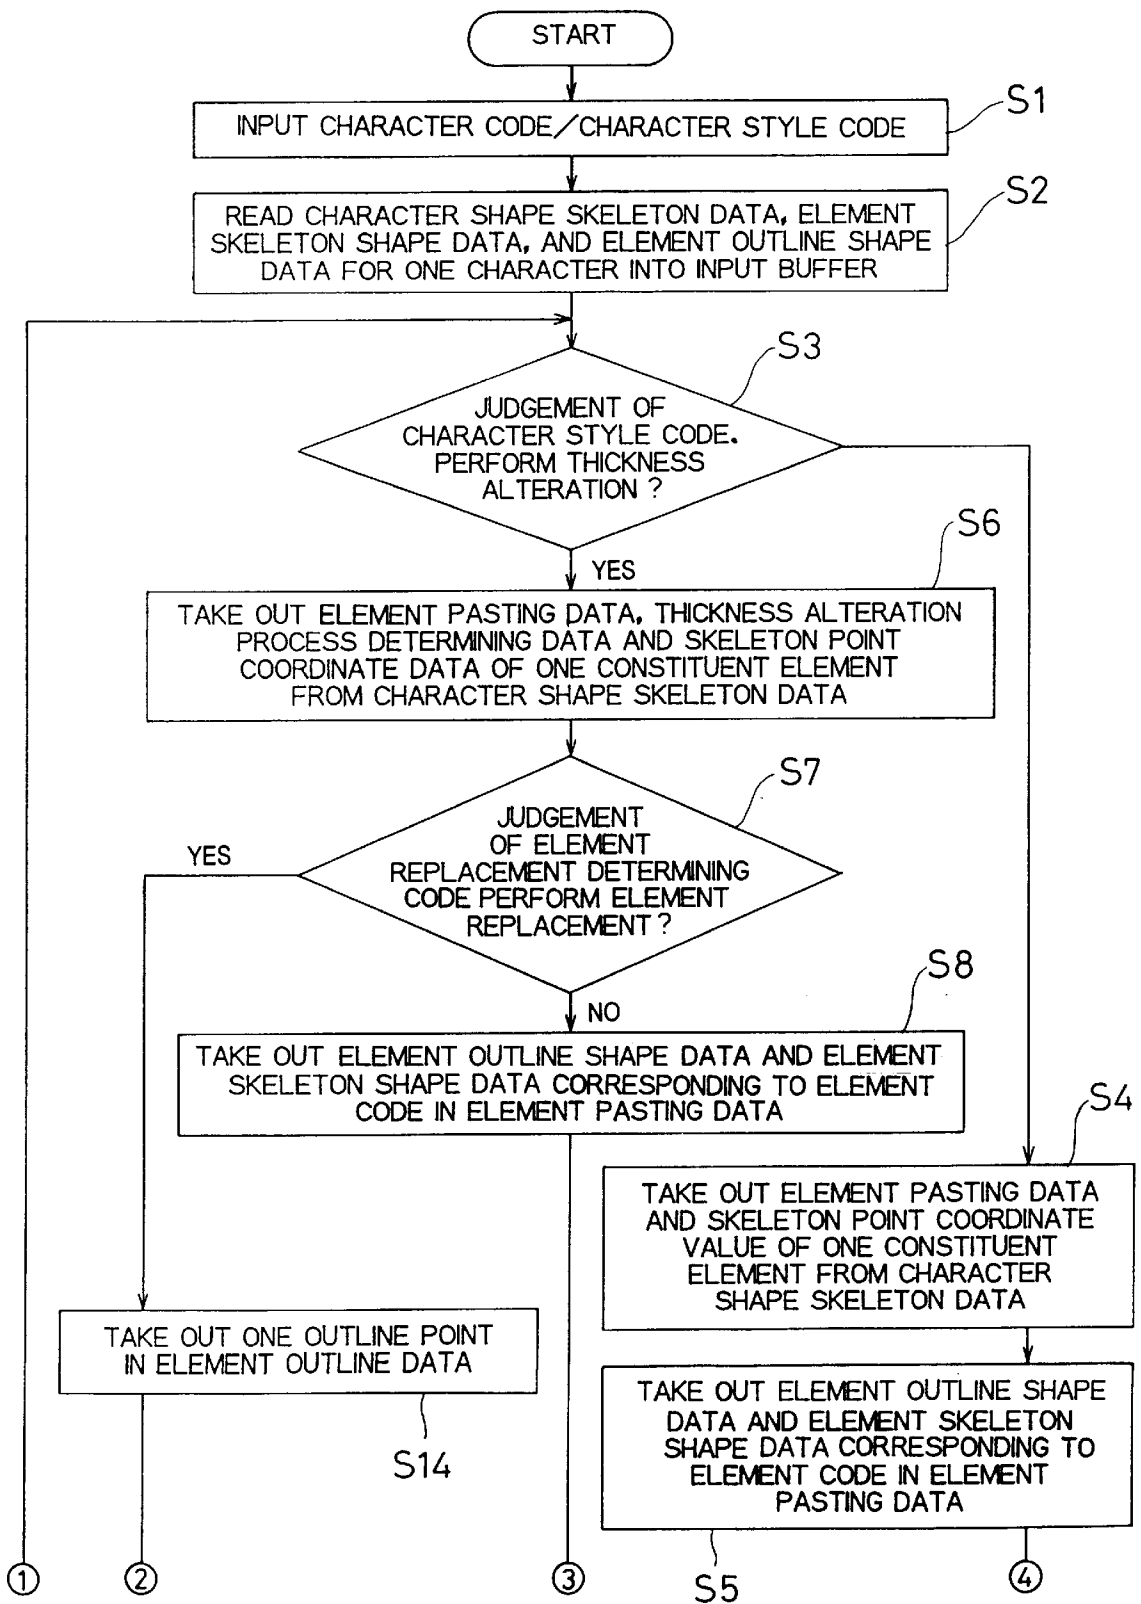 START
S1
INPUT CHARACTER CODE/CHARACTER STYLE CODE
S2
READ CHARACTER SHAPE SKELETON DATA, ELEMENT
SKELETON SHAPE DATA, AND ELEMENT OUTLINE SHAPE
DATA FOR ONE CHARACTER INTO INPUT BUFFER
S3
JUDGEMENT OF
CHARACTER STYLE CODE.
PERFORM THICKNESS
ALTERATION ?
S6
YES
TAKE OUT ELEMENT PASTING DATA, THICKNESS ALTERATION
PROCESS DETERMINING DATA AND SKELETON POINT
COORDINATE DATA OF ONE CONSTITUENT ELEMENT
FROM CHARACTER SHAPE SKELETON DATA
S7
JUDGEMENT
OF ELEMENT
REPLACEMENT DETERMINING
CODE PERFORM ELEMENT
REPLACEMENT ?
YES
S8
NO
TAKE OUT ELEMENT OUTLINE SHAPE DATA AND ELEMENT
SKELETON SHAPE DATA CORRESPONDING TO ELEMENT
CODE IN ELEMENT PASTING DATA
S4
TAKE OUT ELEMENT PASTING DATA
AND SKELETON POINT COORDINATE
VALUE OF ONE CONSTITUENT
ELEMENT FROM CHARACTER
SHAPE SKELETON DATA
TAKE OUT ONE OUTLINE POINT
IN ELEMENT OUTLINE DATA
S14
TAKE OUT ELEMENT OUTLINE SHAPE
DATA AND ELEMENT SKELETON
SHAPE DATA CORRESPONDING TO
ELEMENT CODE IN ELEMENT
PASTING DATA
S5
① ② ③ ④